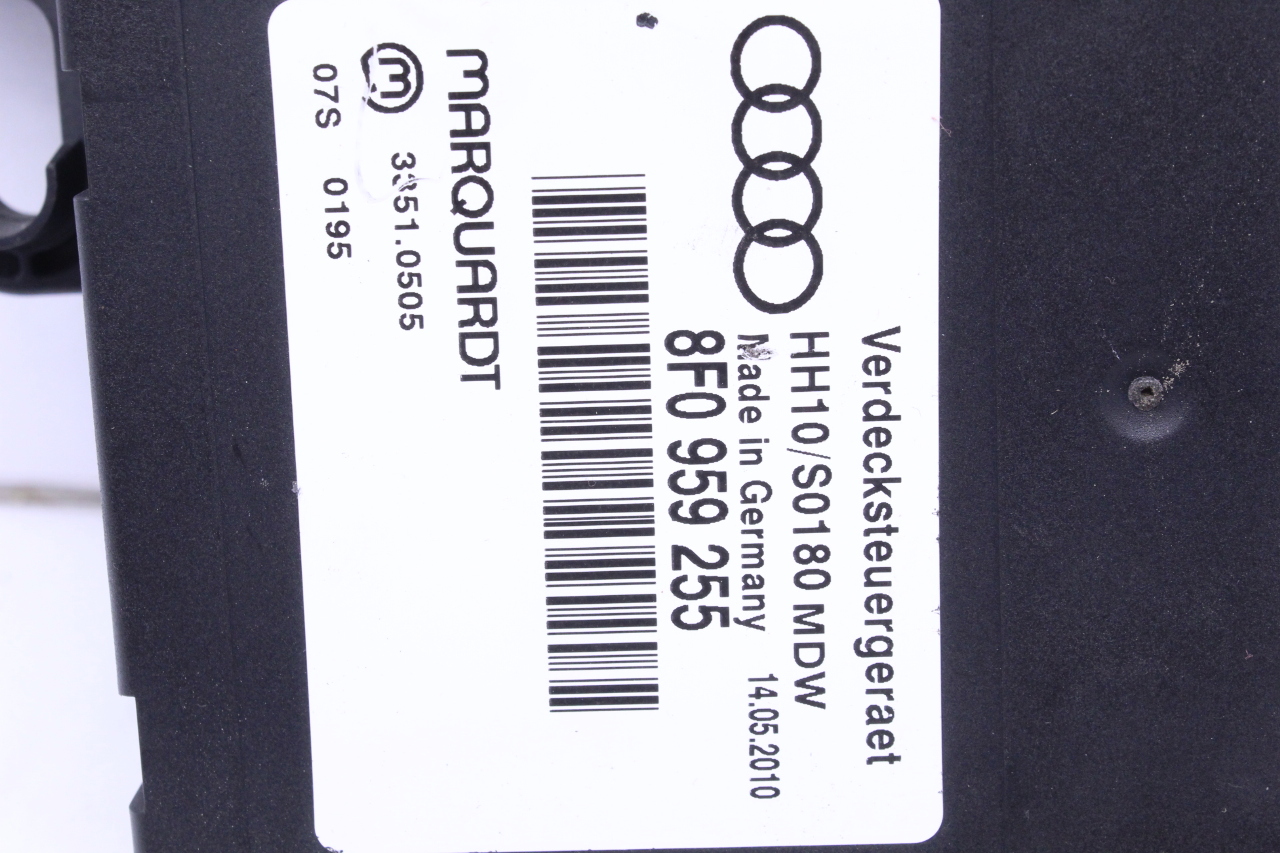 Verdecksteuergeraet
HH10/S0180 MDW
Made in Germany 14.05.2010
8F0 959 255
MARQUARDT
m 3351.0505
07S 0195